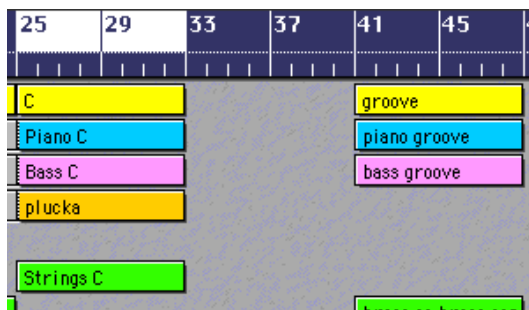 25 29 33 37 41 45
C groove
Piano C piano groove
Bass C bass groove
plucka
Strings C